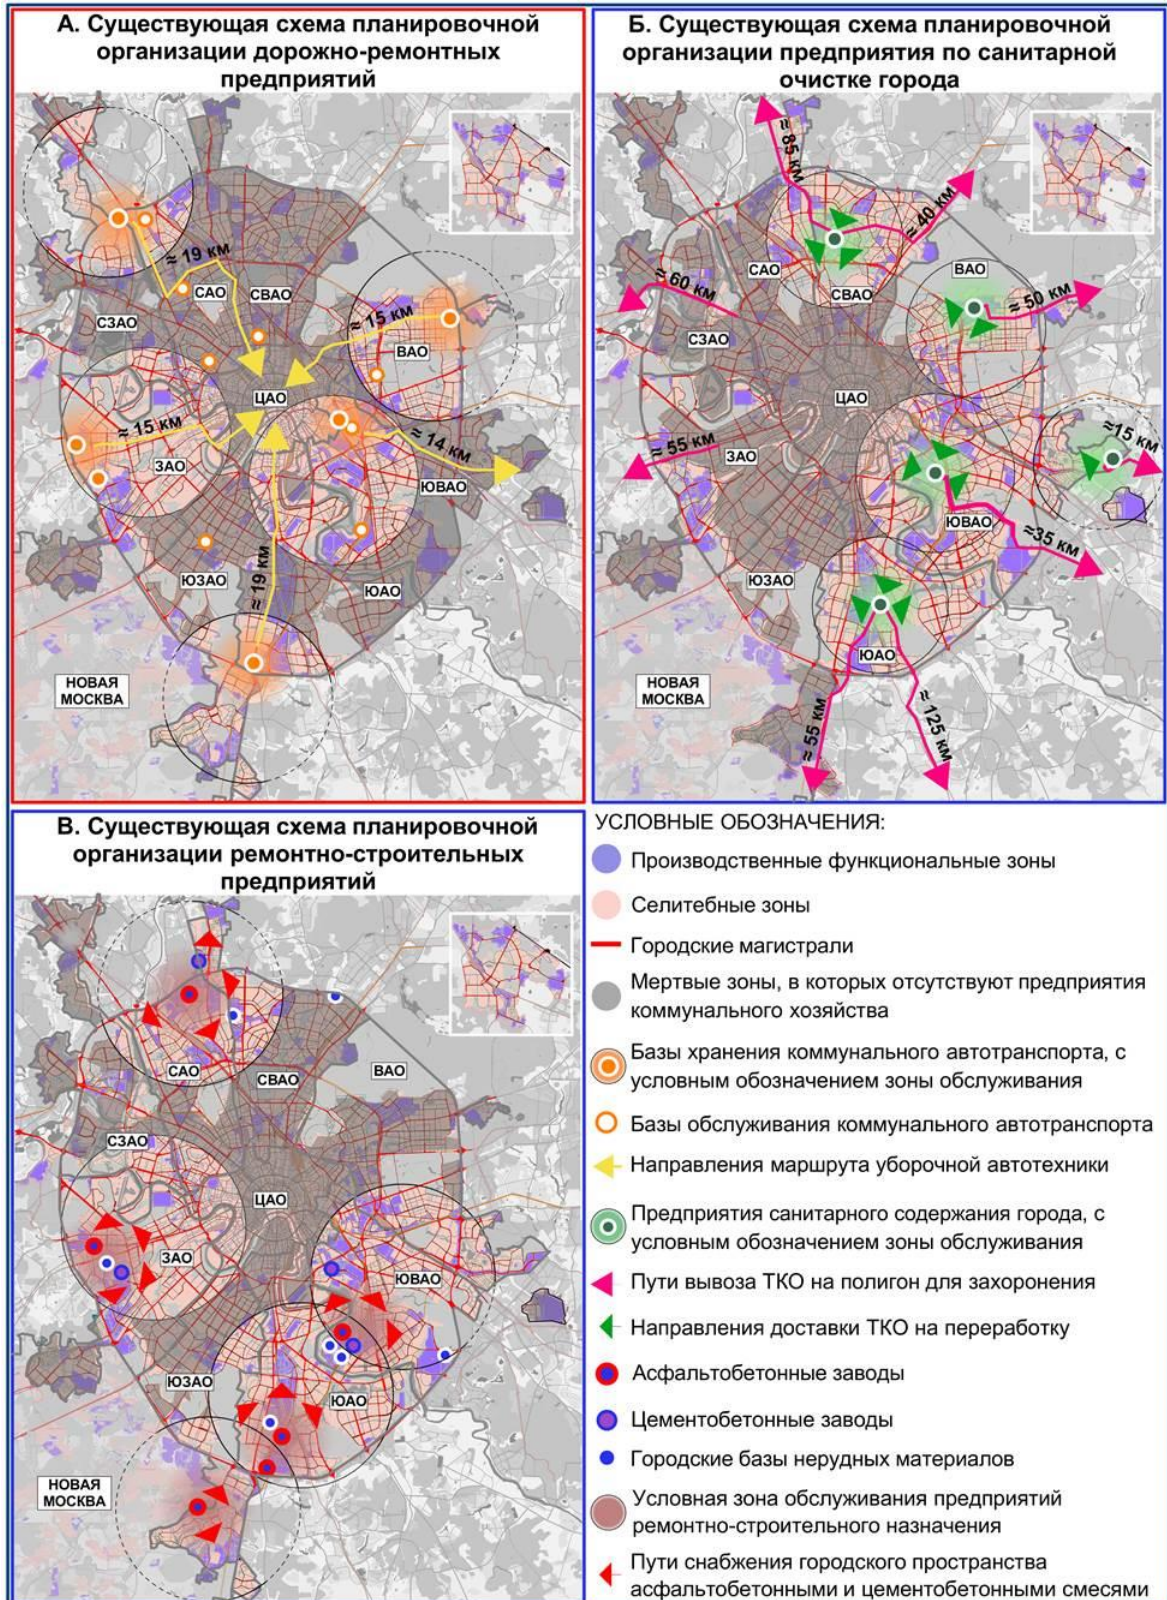 А. Существующая схема планировочной
организации дорожно-ремонтных
предприятий
≈ 19 км
САО
СВАО
СЗАО
≈ 15 км
ВАО
ЦАО
≈ 15 км
ЗАО
≈ 14 км
ЮВАО
≈ 19 км
ЮЗАО
ЮАО
НОВАЯ
МОСКВА
Б. Существующая схема планировочной
организации предприятия по санитарной
очистке города
≈ 85 км
≈ 40 км
САО
ВАО
≈ 60 км
СВАО
≈ 50 км
СЗАО
ЦАО
≈ 55 км
ЗАО
≈15 км
ЮВАО
≈35 км
ЮЗАО
ЮАО
НОВАЯ
МОСКВА
≈ 55 км
≈ 125 км
В. Существующая схема планировочной
организации ремонтно-строительных
предприятий
САО
СВАО
ВАО
СЗАО
ЦАО
ЗАО
ЮВАО
ЮЗАО
ЮАО
НОВАЯ
МОСКВА
УСЛОВНЫЕ ОБОЗНАЧЕНИЯ:
Производственные функциональные зоны
Селитебные зоны
Городские магистрали
Мертвые зоны, в которых отсутствуют предприятия
коммунального хозяйства
Базы хранения коммунального автотранспорта, с
условным обозначением зоны обслуживания
Базы обслуживания коммунального автотранспорта
Направления маршрута уборочной автотехники
Предприятия санитарного содержания города, с
условным обозначением зоны обслуживания
Пути вывоза ТКО на полигон для захоронения
Направления доставки ТКО на переработку
Асфальтобетонные заводы
Цементобетонные заводы
Городские базы нерудных материалов
Условная зона обслуживания предприятий
ремонтно-строительного назначения
Пути снабжения городского пространства
асфальтобетонными и цементобетонными смесями